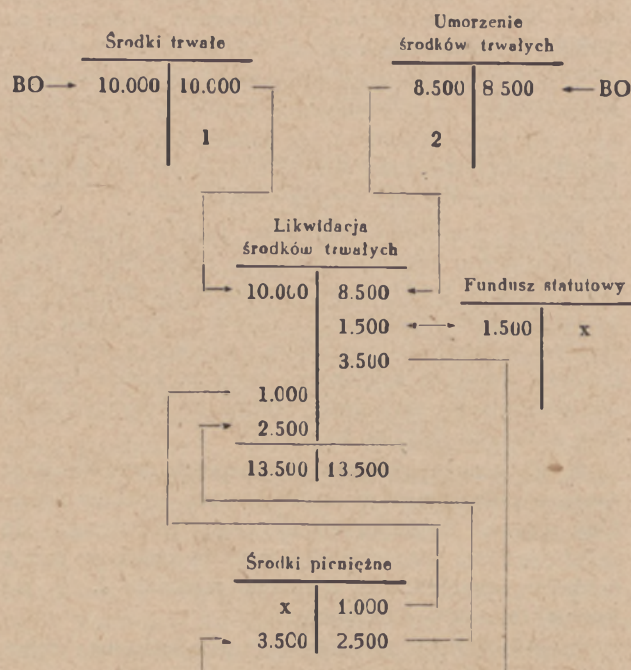 Środki trwałe
Umorzenie
środków trwałych
BO 10.000 10.000
8.500 8 500 BO
1
2
Likwidacja
środków trwałych
Fundusz statutowy
10.000 8.500
1.500
1.500 x
3.500
1.000
2.500
13.500 13.500
Środki pieniężne
x 1.000
3.500 2.500